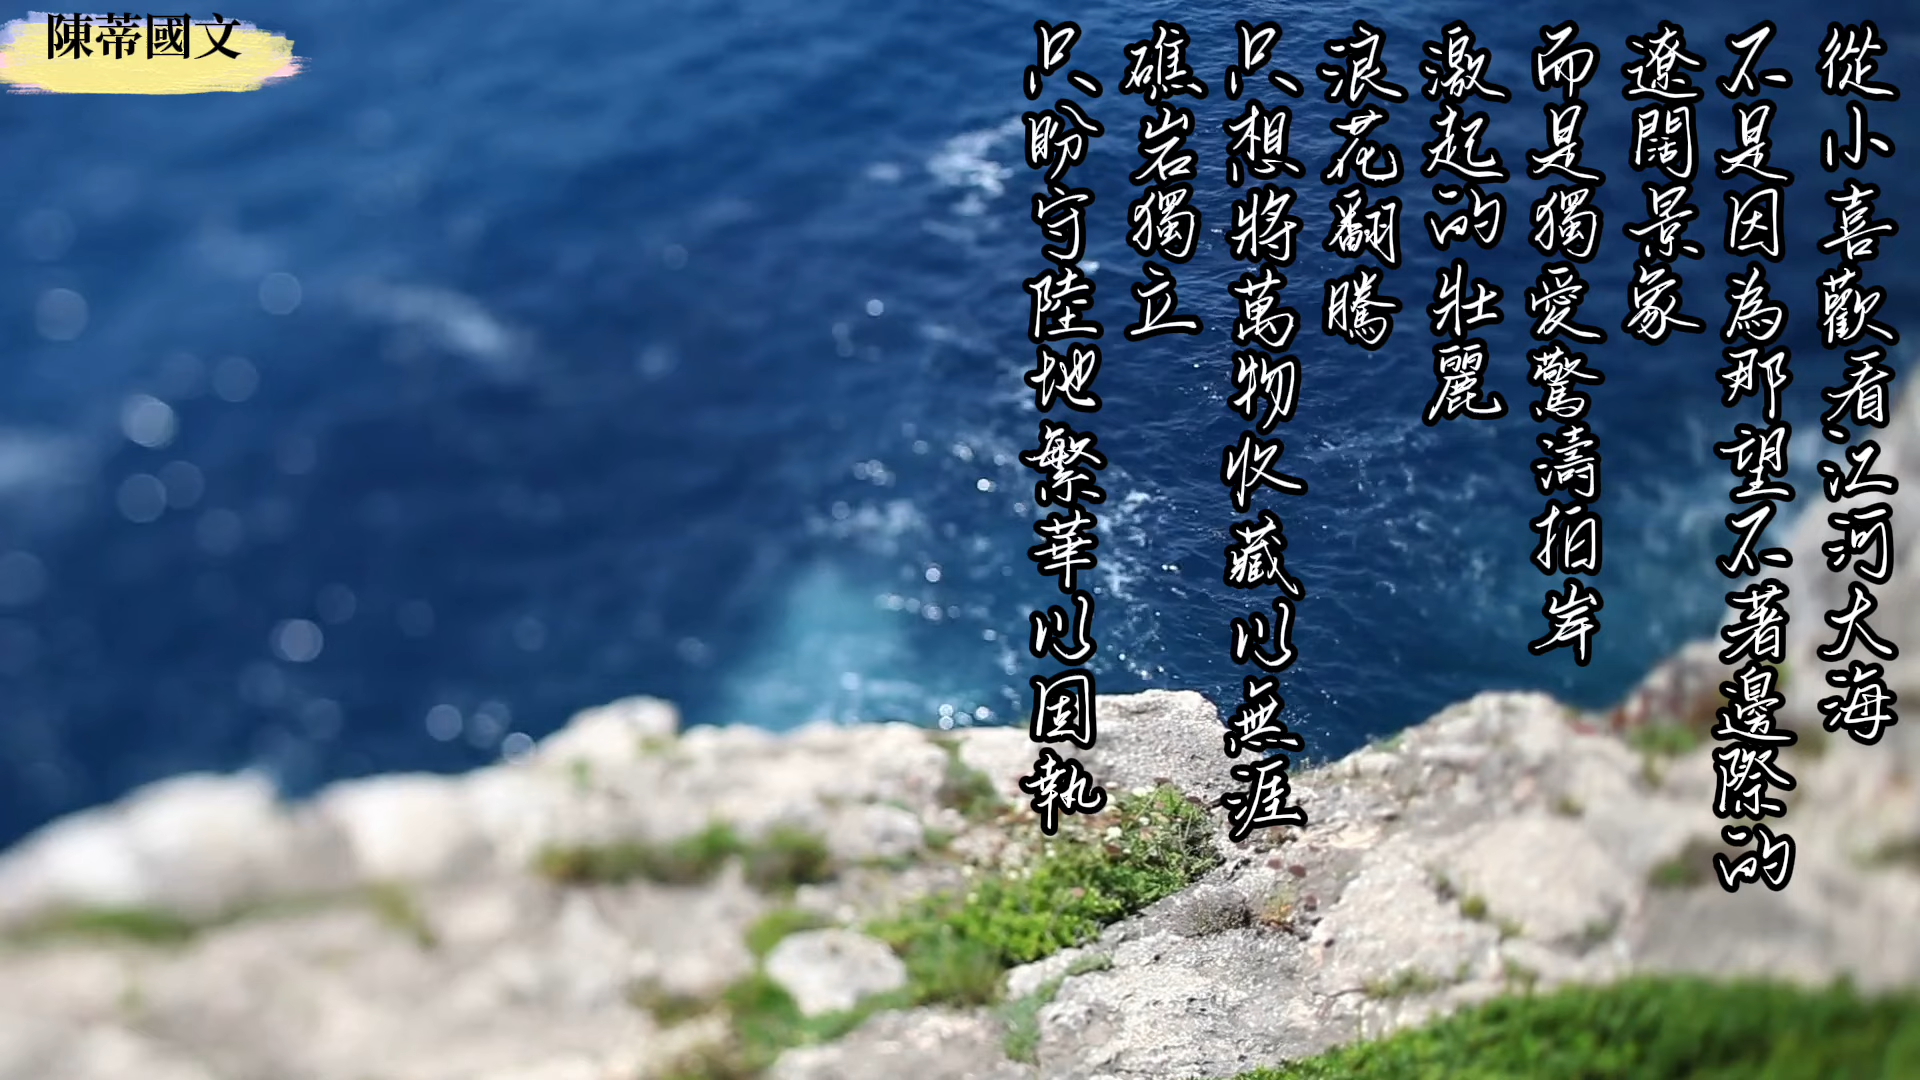 陳蒂國文
從小喜歡看江河大海
不是因為那望不著邊際的
遼闊景象
而是獨愛驚濤拍岸
激起的壯麗
浪花翻騰
只想將萬物收藏以無涯
礁岩獨立
只盼守陸地繁華以固執